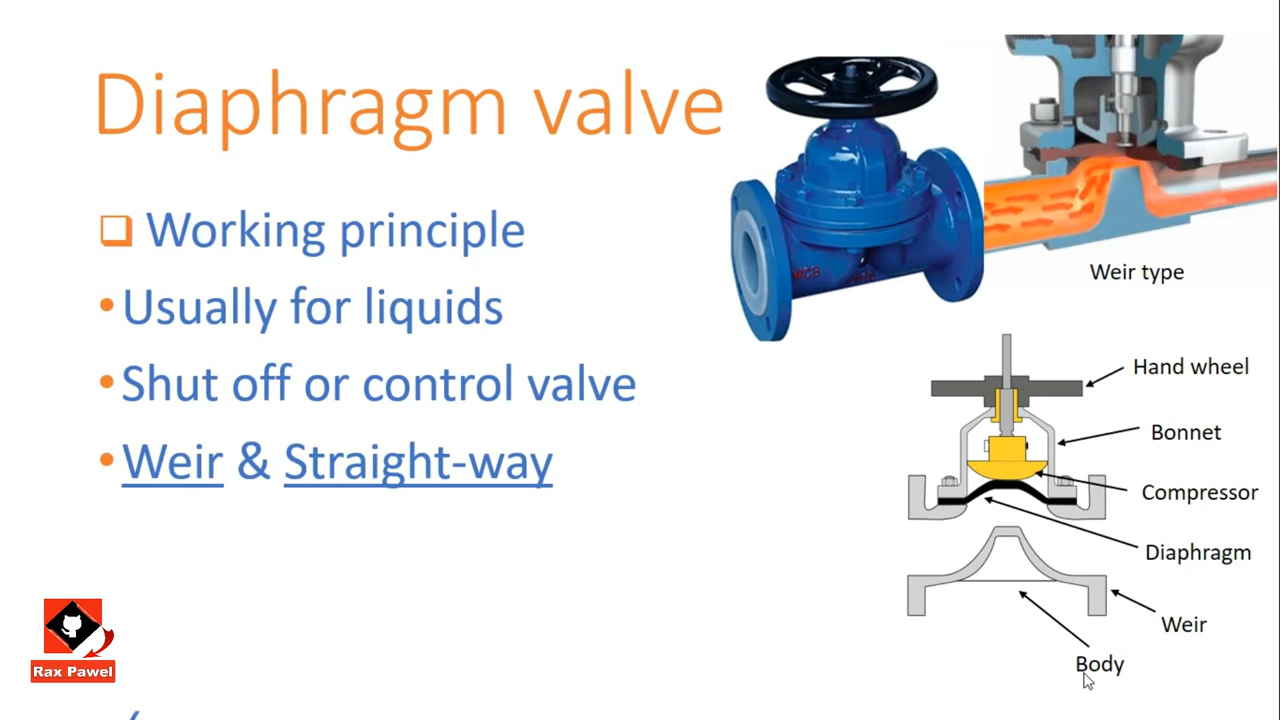 Diaphragm valve
Working principle
Usually for liquids
Shut off or control valve
Weir & Straight-way
Weir type
Hand wheel
Bonnet
Compressor
Diaphragm
Weir
Body
Rax Pawel